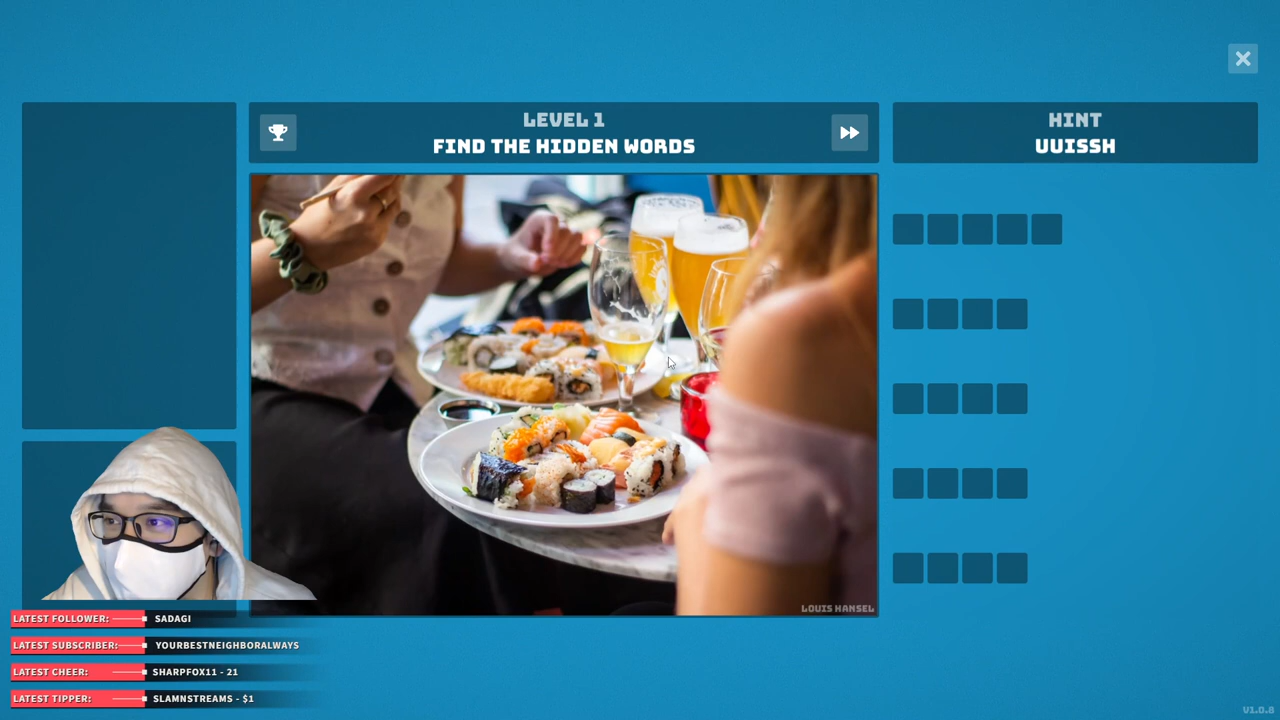 LEVEL 1
FIND THE HIDDEN WORDS
HINT
UUISSH
LOUIS HANSEL
LATEST FOLLOWER: SADAGI
LATEST SUBSCRIBER: YOURBESTNEIGHBORALWAYS
LATEST CHEER: SHARPFOX11 - 21
LATEST TIPPER: SLAMNSTREAMS - $1
V1.0.8